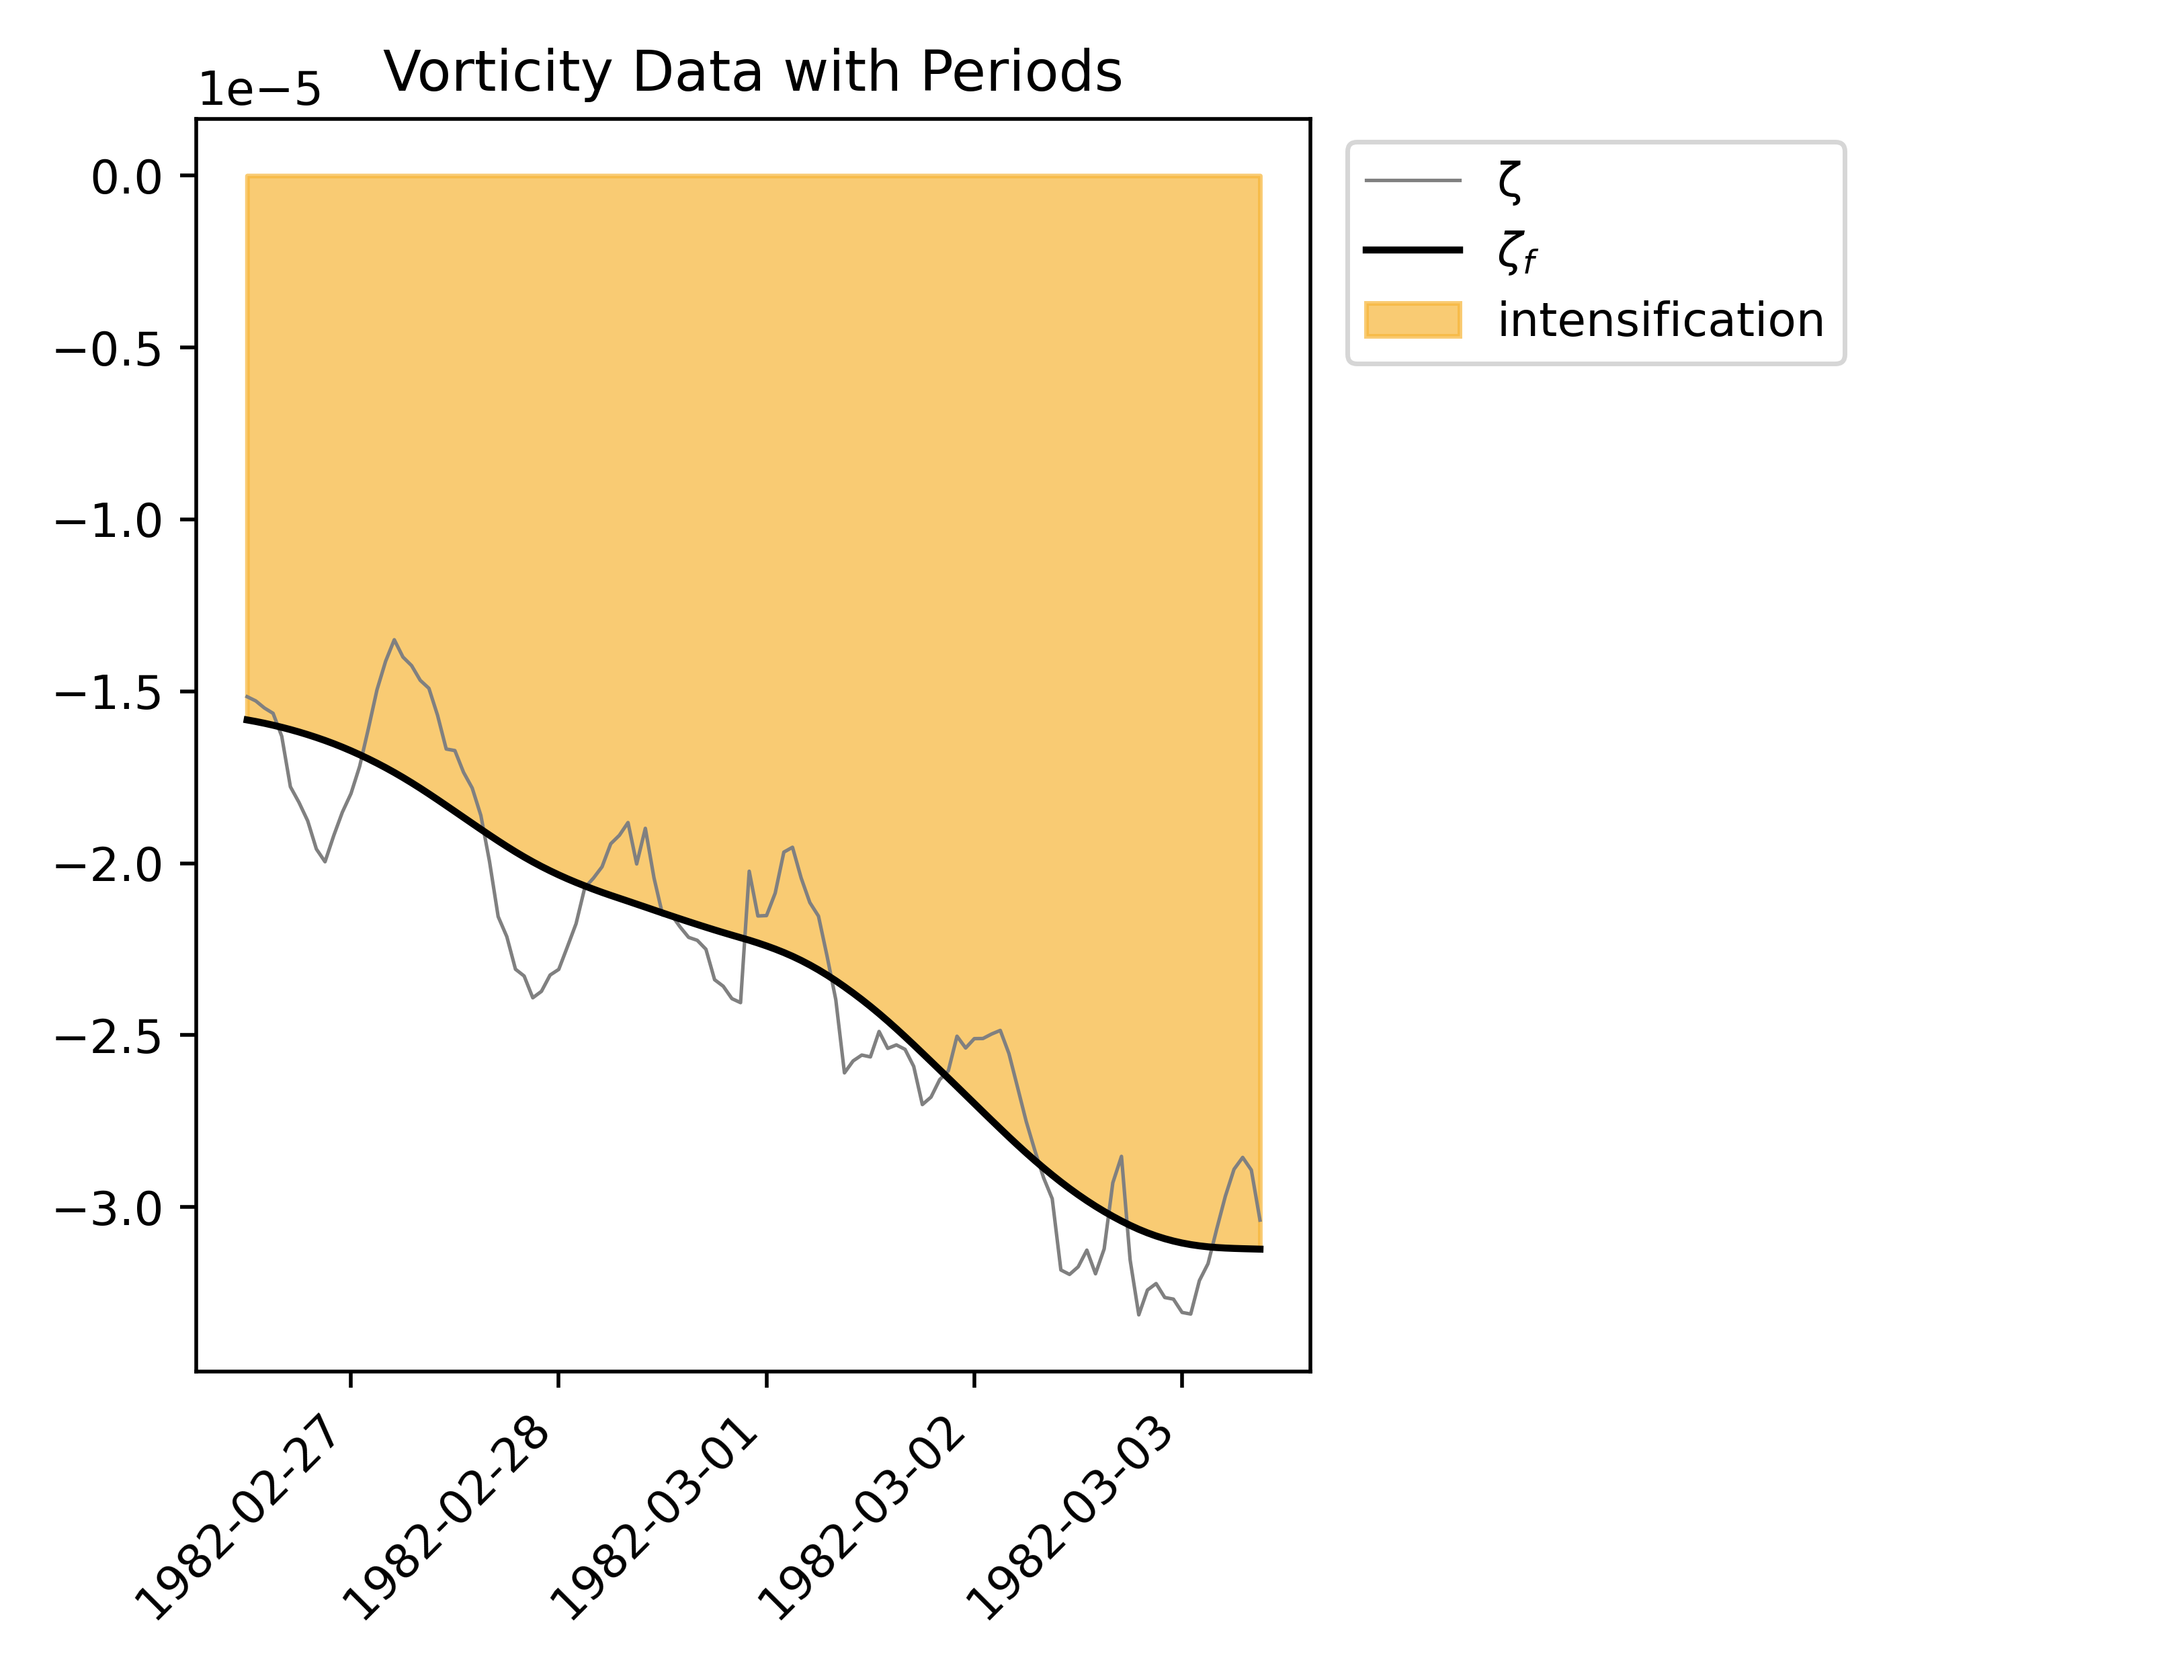 Vorticity Data with Periods
1e−5
0.0
−0.5
−1.0
−1.5
−2.0
−2.5
−3.0
1982-02-27
1982-02-28
1982-03-01
1982-03-02
1982-03-03
ζ
ζf
intensification